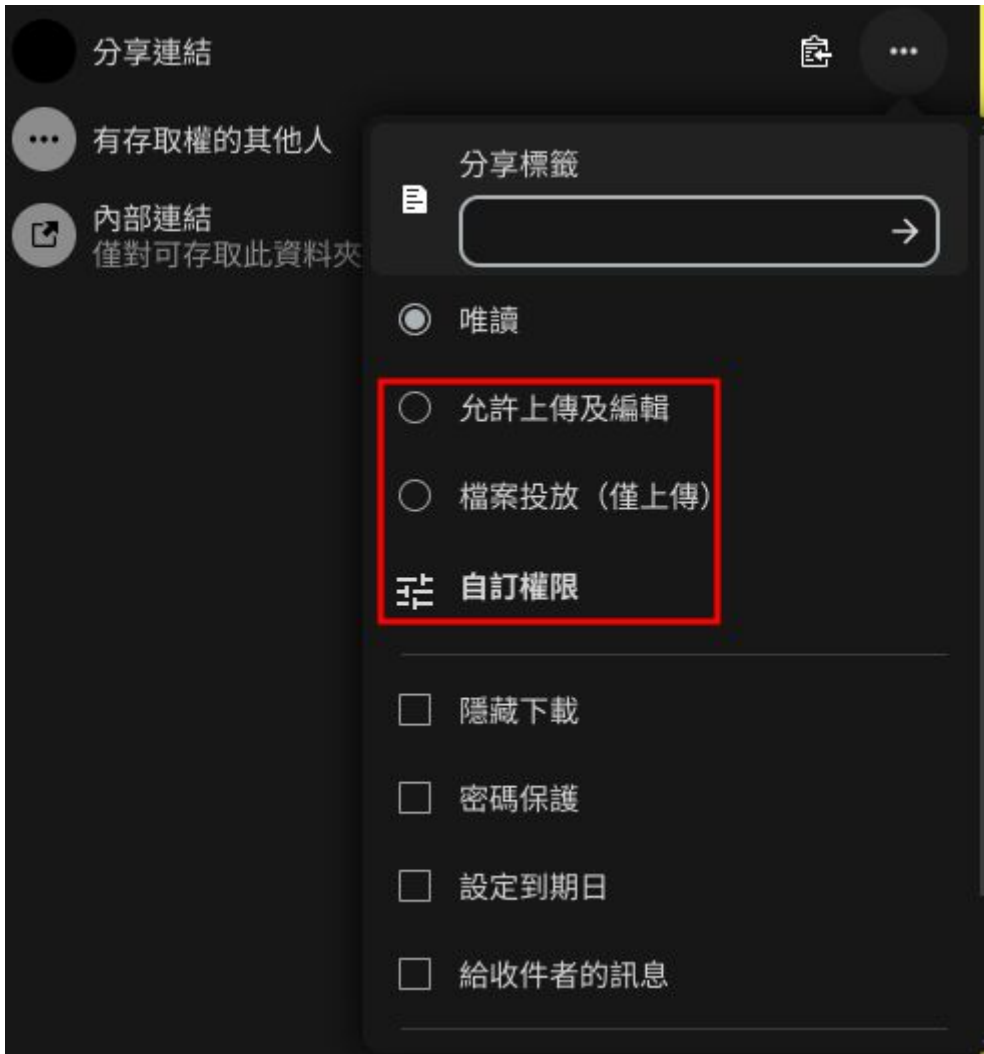 分享連結
有存取權的其他人
內部連結
僅對可存取此資料夾
分享標籤
唯讀
允許上傳及編輯
檔案投放（僅上傳）
自訂權限
隱藏下載
密碼保護
設定到期日
給收件者的訊息